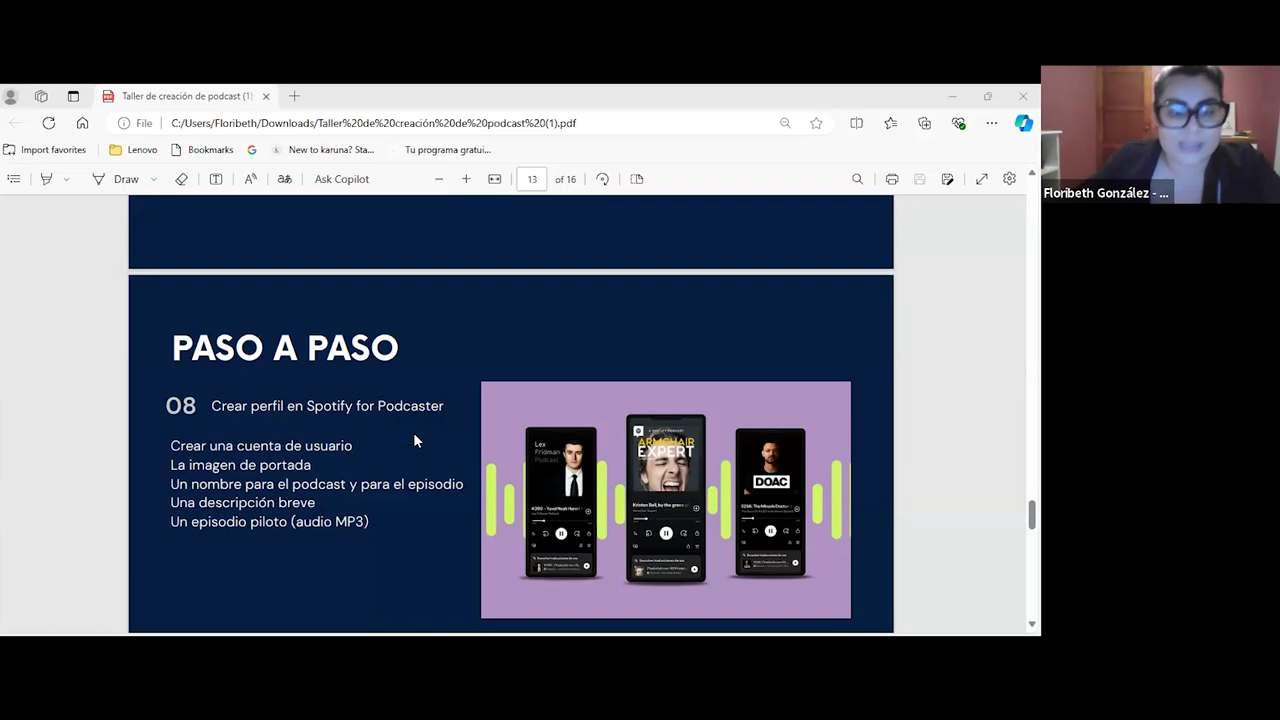 Taller de creación de podcast (1)
File
C:/Users/Floribeth/Downloads/Taller%20de%20creación%20de%20podcast%20(1).pdf
Import favorites
Lenovo
Bookmarks
New to karuna? Sta...
Tu programa gratui...
Draw
Ask Copilot
13 of 16
Floribeth González - ...
PASO A PASO
08 Crear perfil en Spotify for Podcaster
Crear una cuenta de usuario
La imagen de portada
Un nombre para el podcast y para el episodio
Una descripción breve
Un episodio piloto (audio MP3)
Lex
Fridman
Podcast
ARMCHAIR
EXPERT
DOAC